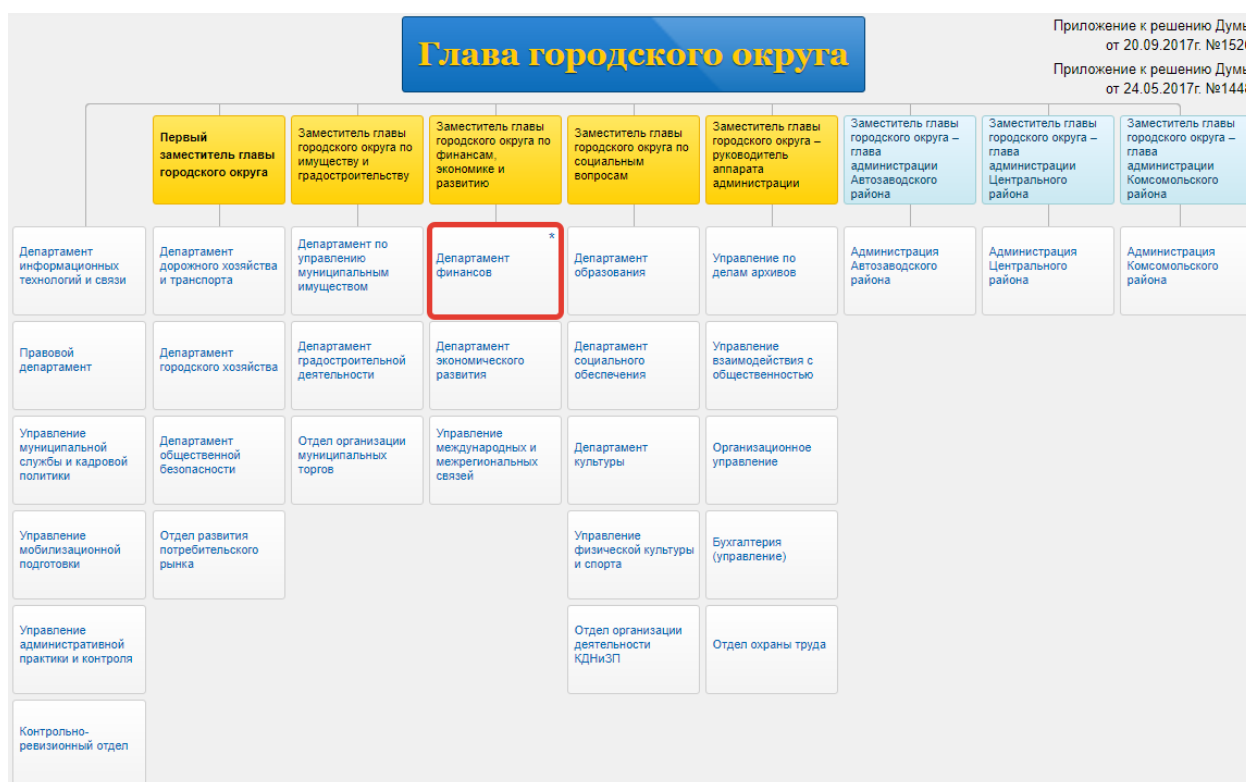 Глава городского округа
Приложение к решению Думы
от 20.09.2017г. №1520
Приложение к решению Думы
от 24.05.2017г. №1448
Первый
заместитель главы
городского округа
Заместитель главы
городского округа по
имуществу и
градостроительству
Заместитель главы
городского округа по
финансам,
экономике и
развитию
Заместитель главы
городского округа по
социальным
вопросам
Заместитель главы
городского округа –
руководитель
аппарата
администрации
Заместитель главы
городского округа –
глава
администрации
Автозаводского
района
Заместитель главы
городского округа –
глава
администрации
Центрального
района
Заместитель главы
городского округа –
глава
администрации
Комсомольского
района
Департамент
информационных
технологий и связи
Департамент
дорожного хозяйства
и транспорта
Департамент по
управлению
муниципальным
имуществом
*
Департамент
финансов
Департамент
образования
Управление по
делам архивов
Администрация
Автозаводского
района
Администрация
Центрального
района
Администрация
Комсомольского
района
Правовой
департамент
Департамент
городского хозяйства
Департамент
градостроительной
деятельности
Департамент
экономического
развития
Департамент
социального
обеспечения
Управление
взаимодействия с
общественностью
Управление
муниципальной
службы и кадровой
политики
Департамент
общественной
безопасности
Отдел организации
муниципальных
торгов
Управление
международных и
межрегиональных
связей
Департамент
культуры
Организационное
управление
Управление
мобилизационной
подготовки
Отдел развития
потребительского
рынка
Управление
физической культуры
и спорта
Бухгалтерия
(управление)
Управление
административной
практики и контроля
Отдел организации
деятельности
КДНиЗП
Отдел охраны труда
Контрольно-
ревизионный отдел